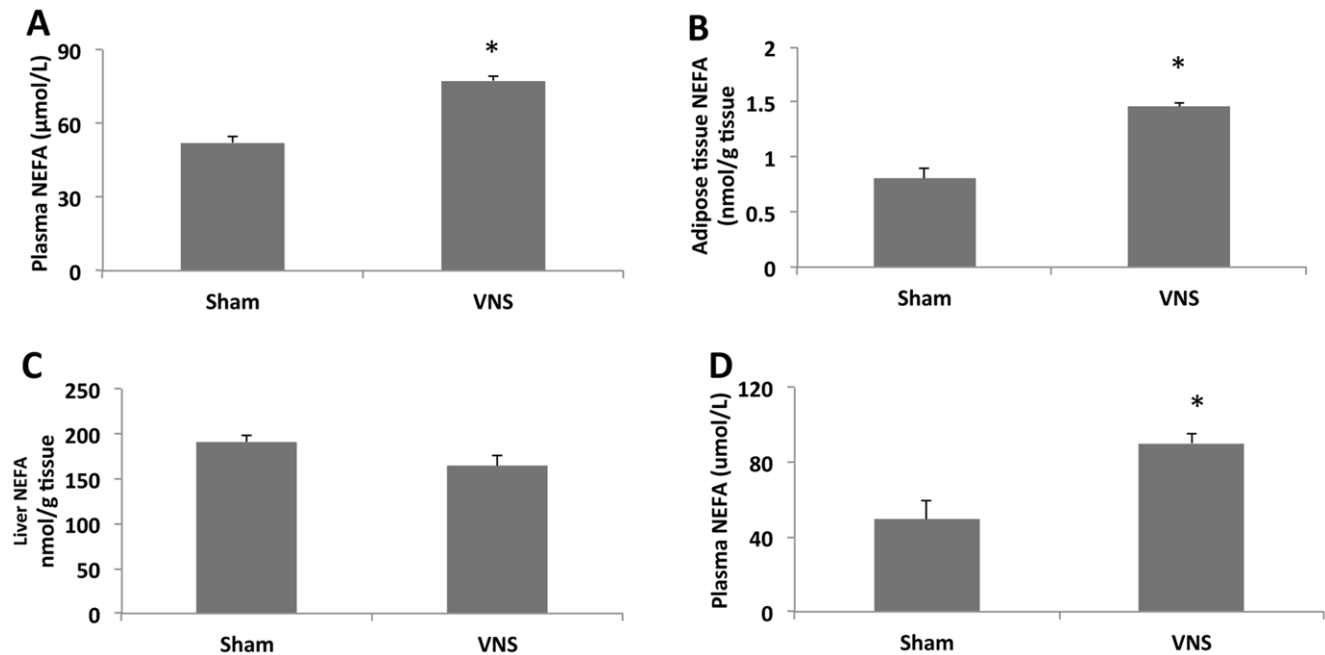 A
Plasma NEFA (µmol/L)
90
60
30
0
*
Sham
VNS
B
Adipose tissue NEFA
(nmol/g tissue
2
1.5
1
0.5
0
*
Sham
VNS
C
Liver NEFA
nmol/g tissue
250
200
150
100
50
0
Sham
VNS
D
Plasma NEFA (umol/L)
120
80
40
0
*
Sham
VNS